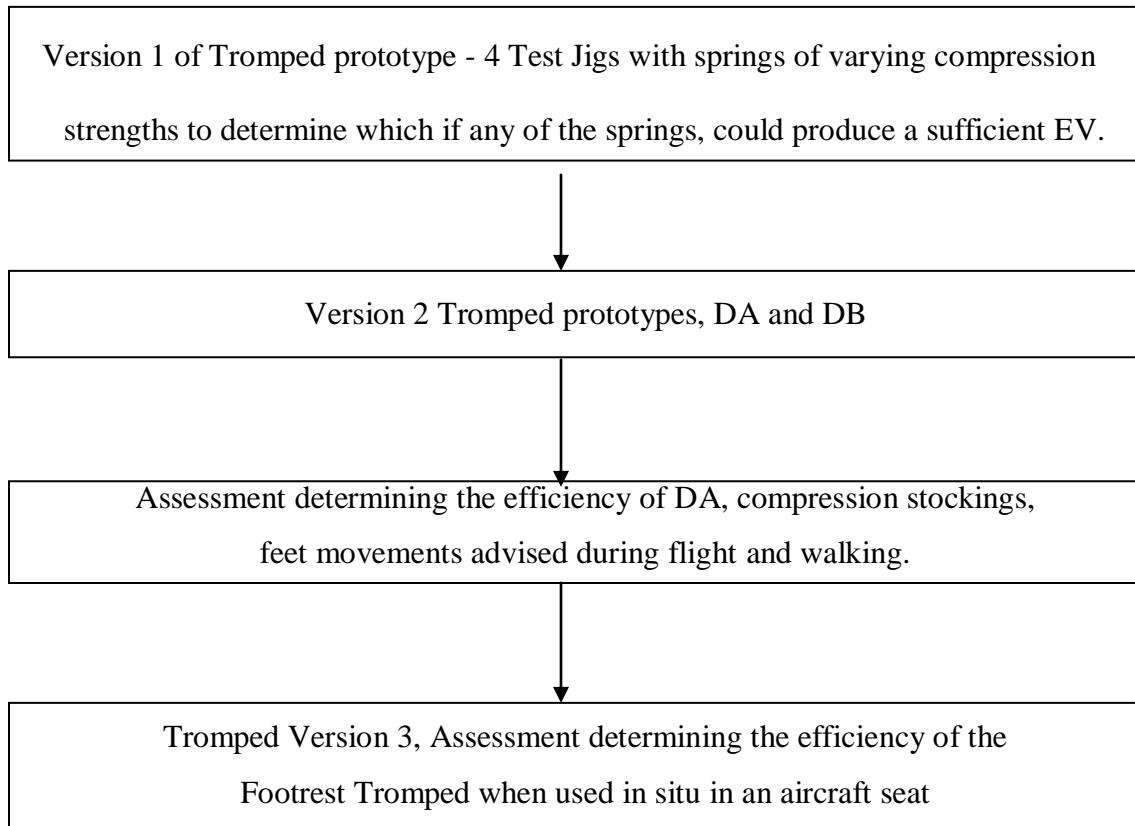 Version 1 of Tromped prototype - 4 Test Jigs with springs of varying compression
strengths to determine which if any of the springs, could produce a sufficient EV.
Version 2 Tromped prototypes, DA and DB
Assessment determining the efficiency of DA, compression stockings,
feet movements advised during flight and walking.
Tromped Version 3, Assessment determining the efficiency of the
Footrest Tromped when used in situ in an aircraft seat